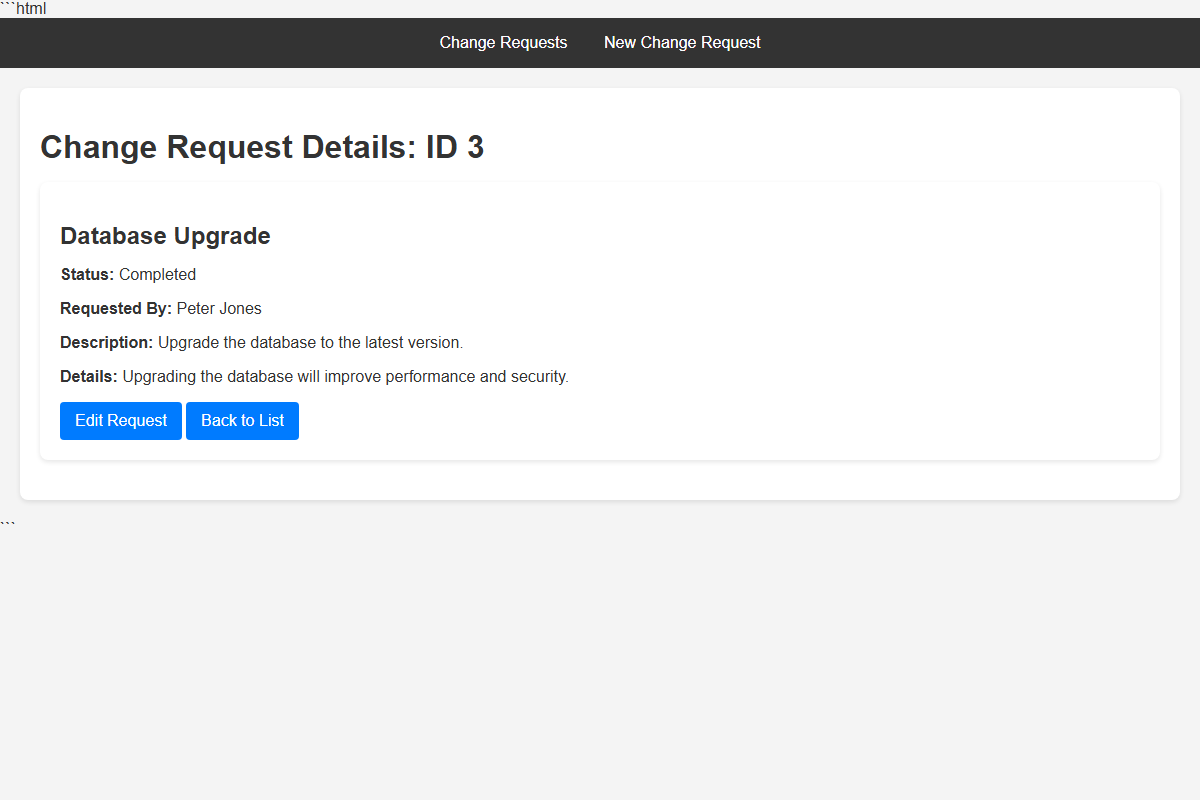 ```html
Change Requests New Change Request
Change Request Details: ID 3
Database Upgrade
Status: Completed
Requested By: Peter Jones
Description: Upgrade the database to the latest version.
Details: Upgrading the database will improve performance and security.
Edit Request Back to List
```